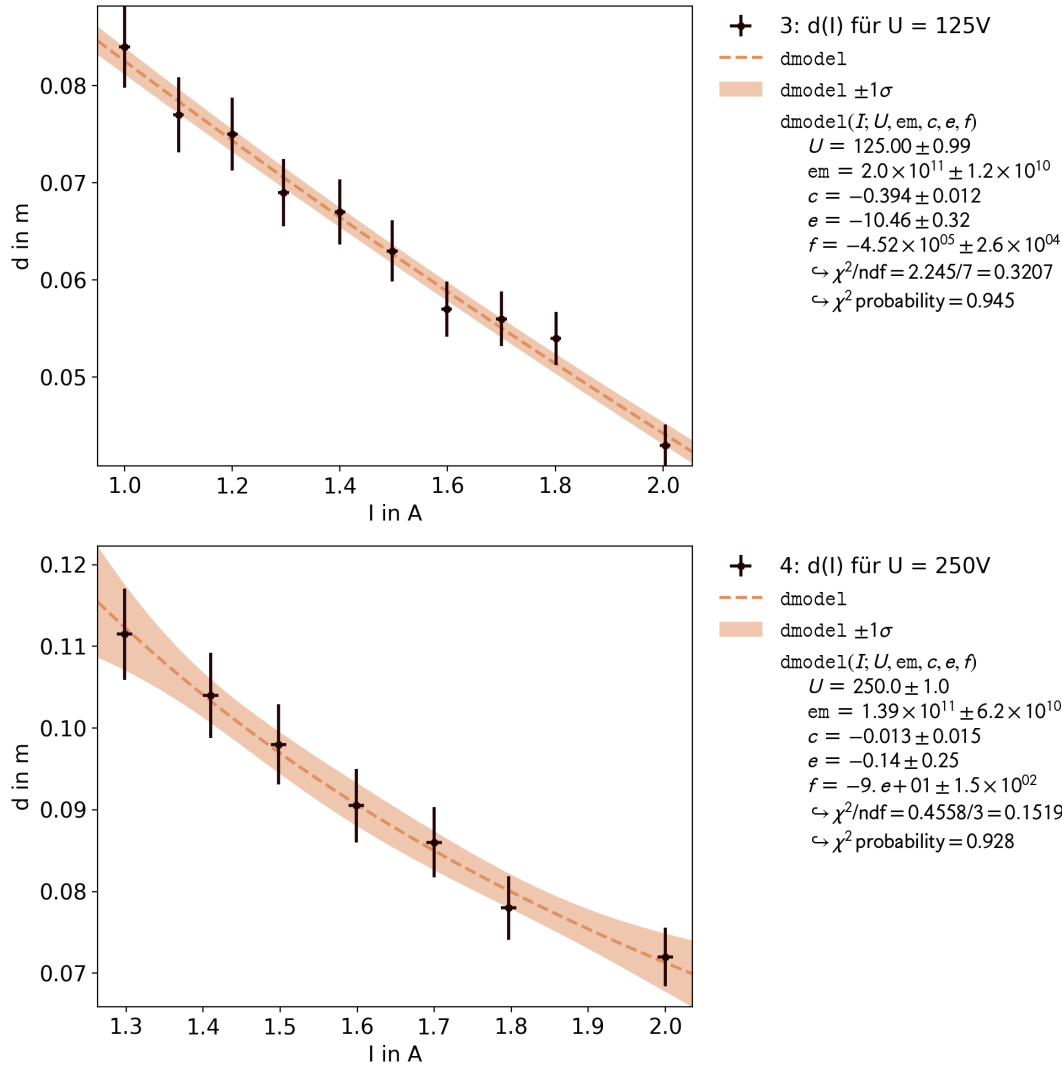 3: d(I) für U = 125V
dmodel
dmodel ±1σ
dmodel(I; U, em, c, e, f)
U = 125.00 ± 0.99
em = 2.0 × 10¹¹ ± 1.2 × 10¹⁰
c = −0.394 ± 0.012
e = −10.46 ± 0.32
f = −4.52 × 10⁰⁵ ± 2.6 × 10⁰⁴
↪ χ²/ndf = 2.245/7 = 0.3207
↪ χ² probability = 0.945
0.08
0.07
0.06
0.05
d in m
1.0 1.2 1.4 1.6 1.8 2.0
I in A
4: d(I) für U = 250V
dmodel
dmodel ±1σ
dmodel(I; U, em, c, e, f)
U = 250.0 ± 1.0
em = 1.39 × 10¹¹ ± 6.2 × 10¹⁰
c = −0.013 ± 0.015
e = −0.14 ± 0.25
f = −9. e+01 ± 1.5 × 10⁰²
↪ χ²/ndf = 0.4558/3 = 0.1519
↪ χ² probability = 0.928
0.12
0.11
0.10
0.09
0.08
0.07
d in m
1.3 1.4 1.5 1.6 1.7 1.8 1.9 2.0
I in A